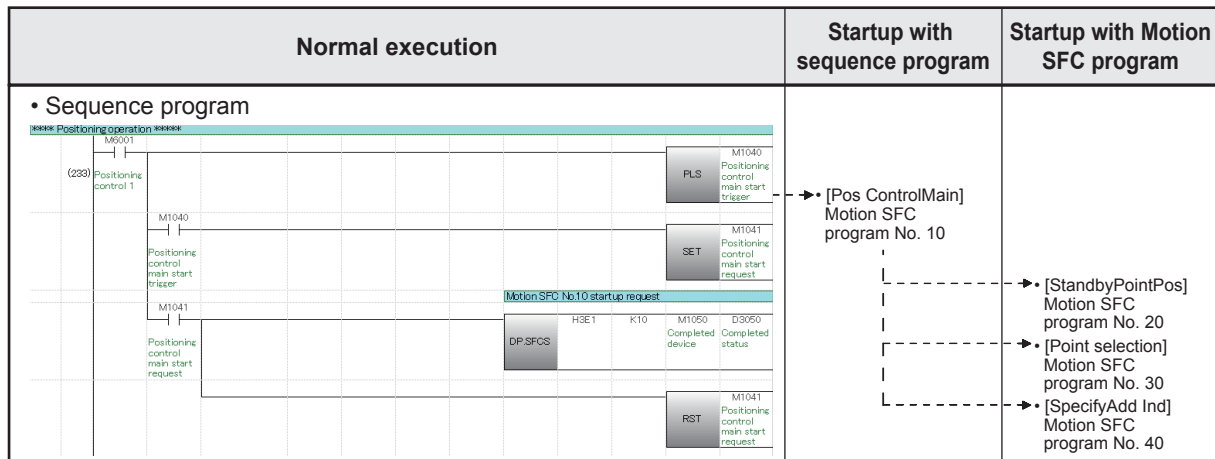 Normal execution
Startup with
sequence program
Startup with Motion
SFC program
• Sequence program
***** Positioning operation *****
M6001
(233)
Positioning
control 1
PLS
M1040
Positioning
control
main start
trigger
• [Pos ControlMain]
Motion SFC
program No. 10
M1040
Positioning
control
main start
trigger
SET
M1041
Positioning
control
main start
request
Motion SFC No.10 startup request
M1041
Positioning
control
main start
request
DP.SFCS
H3E1
K10
M1050
Completed
device
D3050
Completed
status
RST
M1041
Positioning
control
main start
request
• [StandbyPointPos]
Motion SFC
program No. 20
• [Point selection]
Motion SFC
program No. 30
• [SpecifyAdd Ind]
Motion SFC
program No. 40